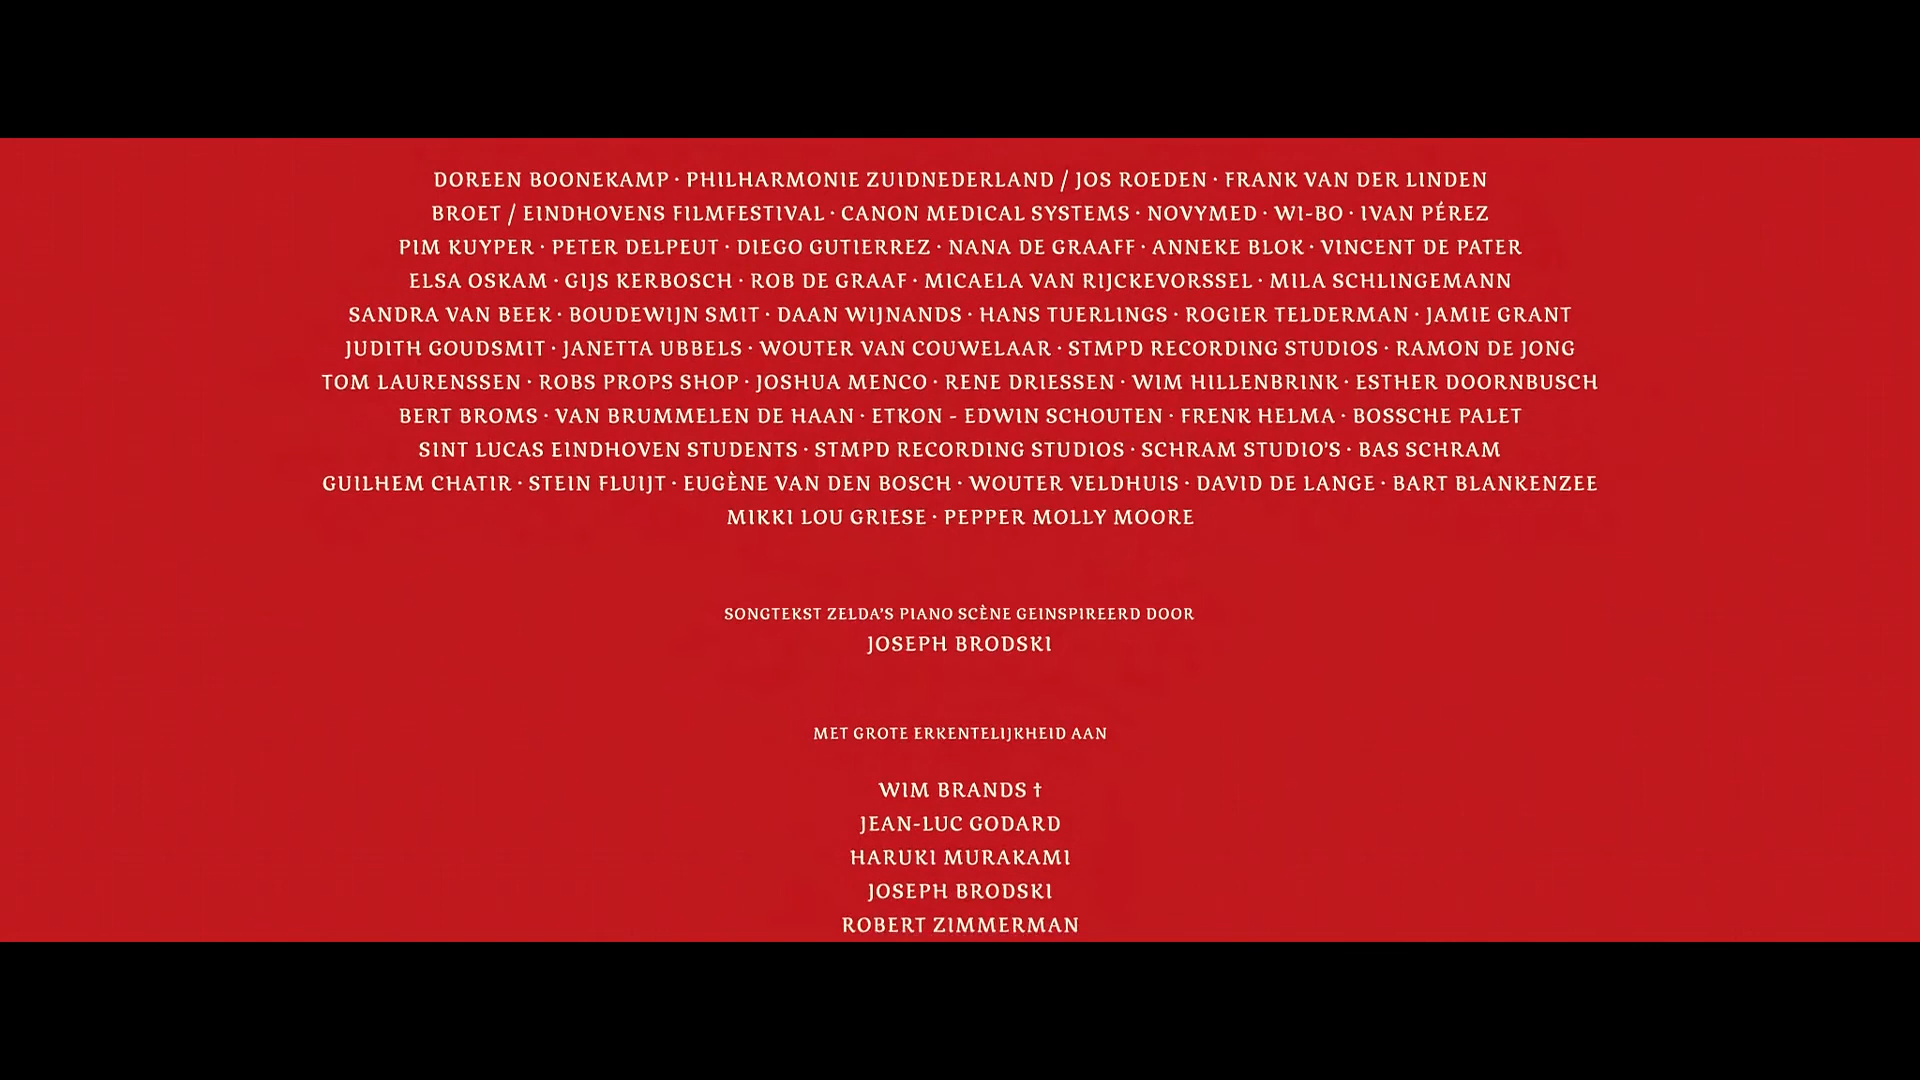 DOREEN BOONEKAMP · PHILHARMONIE ZUIDNEDERLAND / JOS ROEDEN · FRANK VAN DER LINDEN
BROET / EINDHOVENS FILMFESTIVAL · CANON MEDICAL SYSTEMS · NOVYMED · WI-BO · IVAN PÉREZ
PIM KUYPER · PETER DELPEUT · DIEGO GUTIERREZ · NANA DE GRAAFF · ANNEKE BLOK · VINCENT DE PATER
ELSA OSKAM · GIJS KERBOSCH · ROB DE GRAAF · MICAELA VAN RIJCKEVORSSEL · MILA SCHLINGEMANN
SANDRA VAN BEEK · BOUDEWIJN SMIT · DAAN WIJNANDS · HANS TUERLINGS · ROGIER TELDERMAN · JAMIE GRANT
JUDITH GOUDSMIT · JANETTA UBBELS · WOUTER VAN COUWELAAR · STMPD RECORDING STUDIOS · RAMON DE JONG
TOM LAURENSSEN · ROBS PROPS SHOP · JOSHUA MENCO · RENE DRIESSEN · WIM HILLENBRINK · ESTHER DOORNBUSCH
BERT BROMS · VAN BRUMMELEN DE HAAN · ETKON - EDWIN SCHOUTEN · FRENK HELMA · BOSSCHE PALET
SINT LUCAS EINDHOVEN STUDENTS · STMPD RECORDING STUDIOS · SCHRAM STUDIO'S · BAS SCHRAM
GUILHEM CHATIR · STEIN FLUIJT · EUGÈNE VAN DEN BOSCH · WOUTER VELDHUIS · DAVID DE LANGE · BART BLANKENZEE
MIKKI LOU GRIESE · PEPPER MOLLY MOORE
SONGTEKST ZELDA'S PIANO SCÈNE GEINSPIREERD DOOR
JOSEPH BRODSKI
MET GROTE ERKENTELIJKHEID AAN
WIM BRANDS †
JEAN-LUC GODARD
HARUKI MURAKAMI
JOSEPH BRODSKI
ROBERT ZIMMERMAN